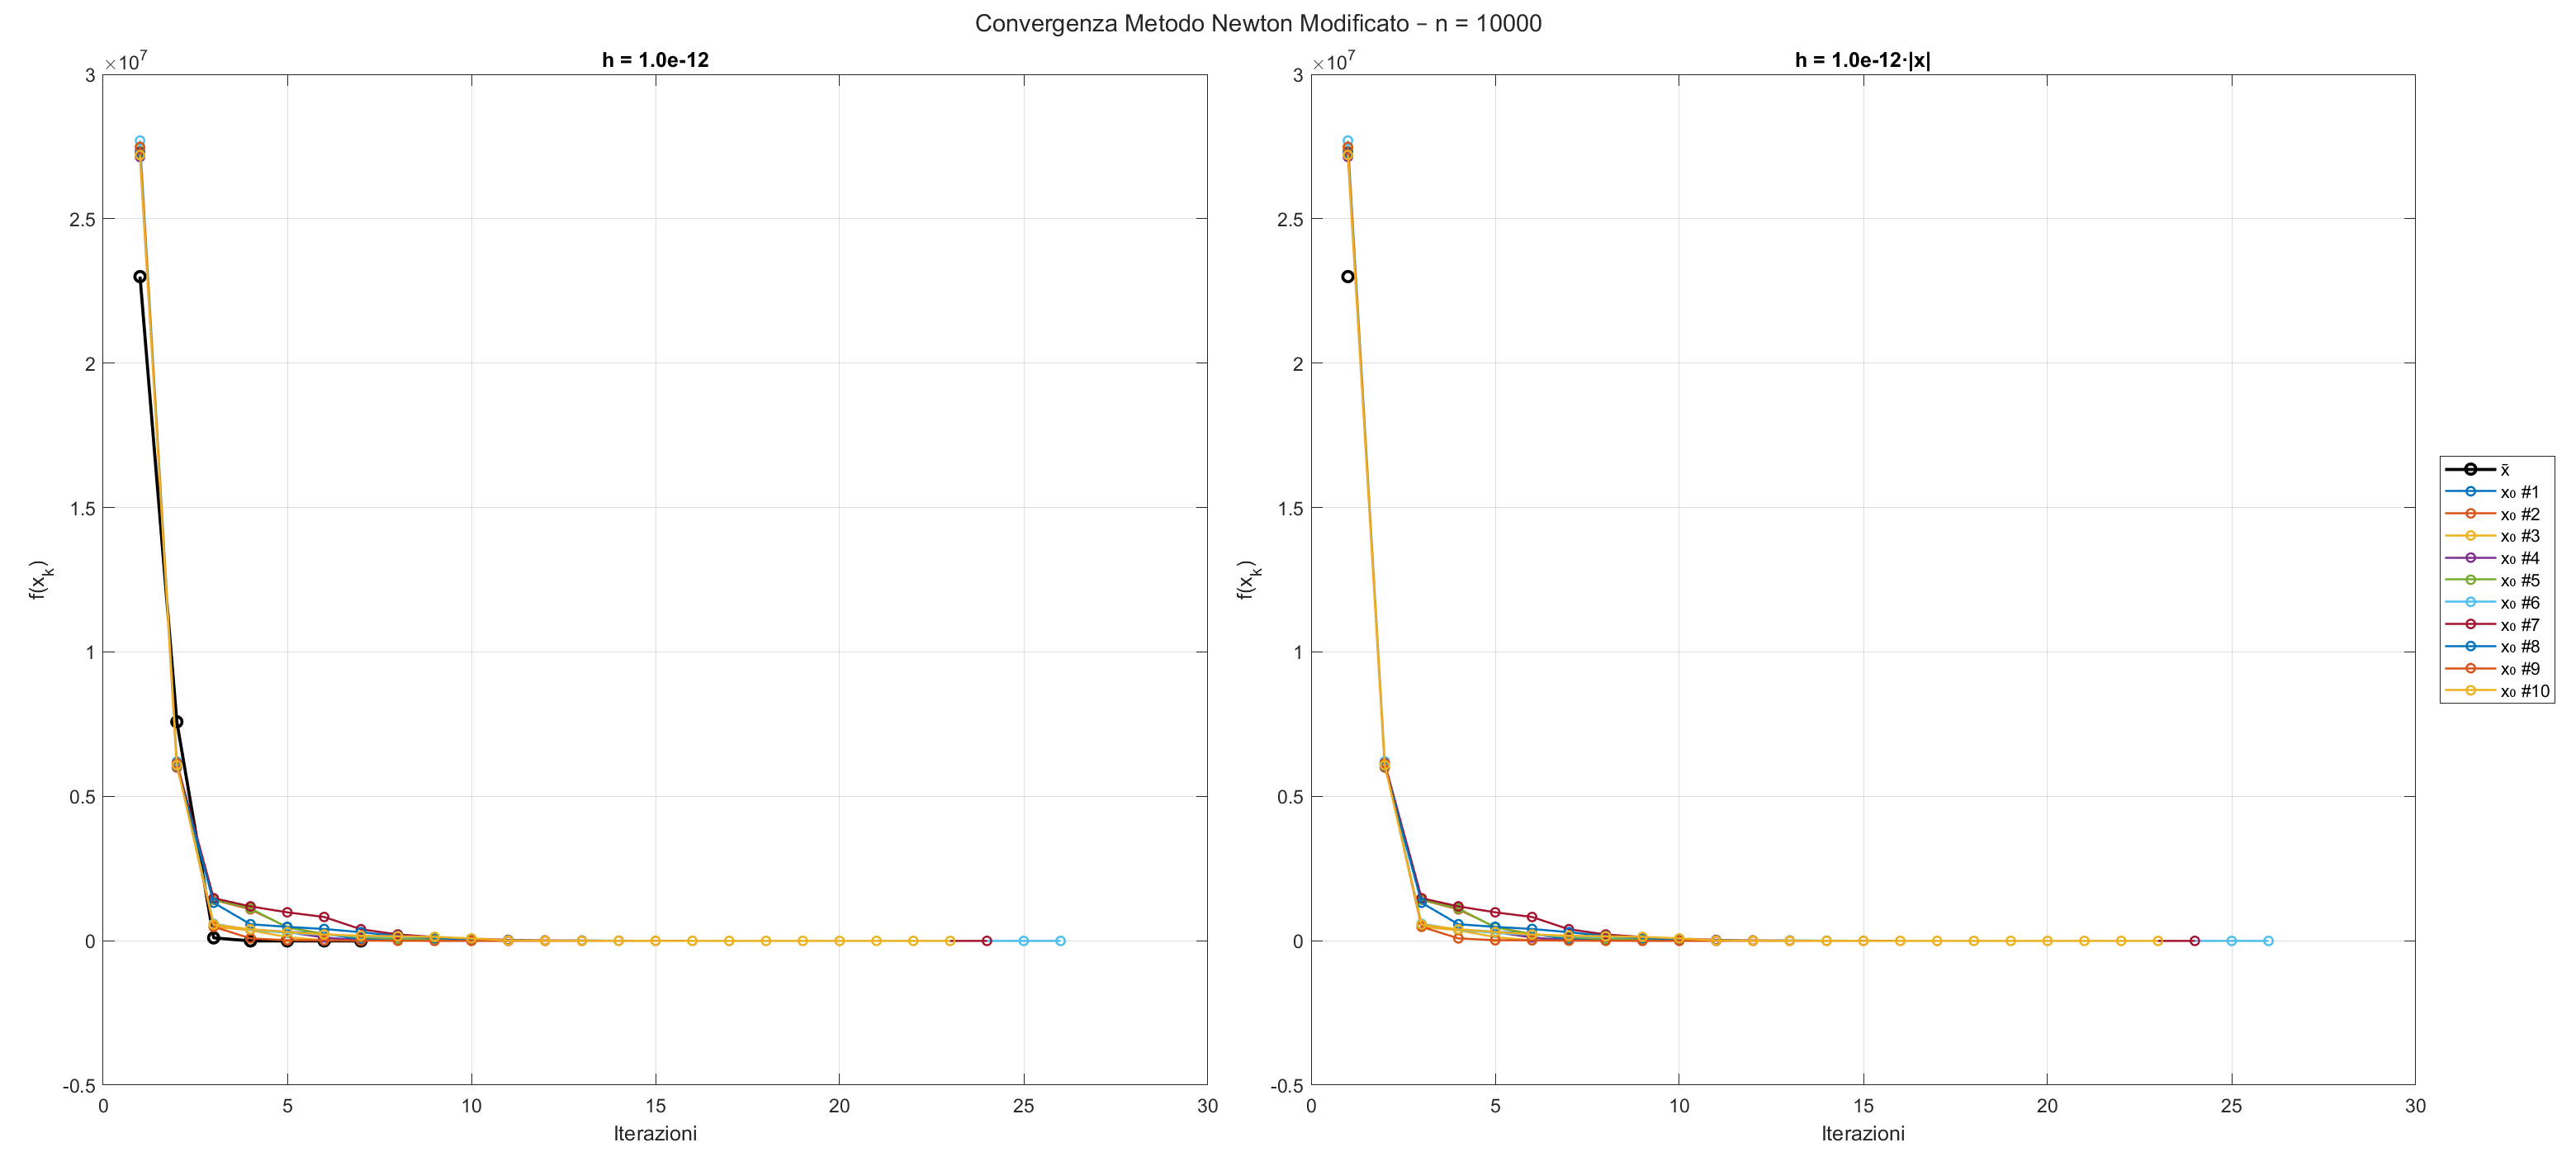 Convergenza Metodo Newton Modificato – n = 10000
h = 1.0e-12
×10^7
3
2.5
2
1.5
1
0.5
0
-0.5
f(x_k)
0 5 10 15 20 25 30
Iterazioni
h = 1.0e-12·|x|
×10^7
3
2.5
2
1.5
1
0.5
0
-0.5
f(x_k)
0 5 10 15 20 25 30
Iterazioni
x̄
x₀ #1
x₀ #2
x₀ #3
x₀ #4
x₀ #5
x₀ #6
x₀ #7
x₀ #8
x₀ #9
x₀ #10